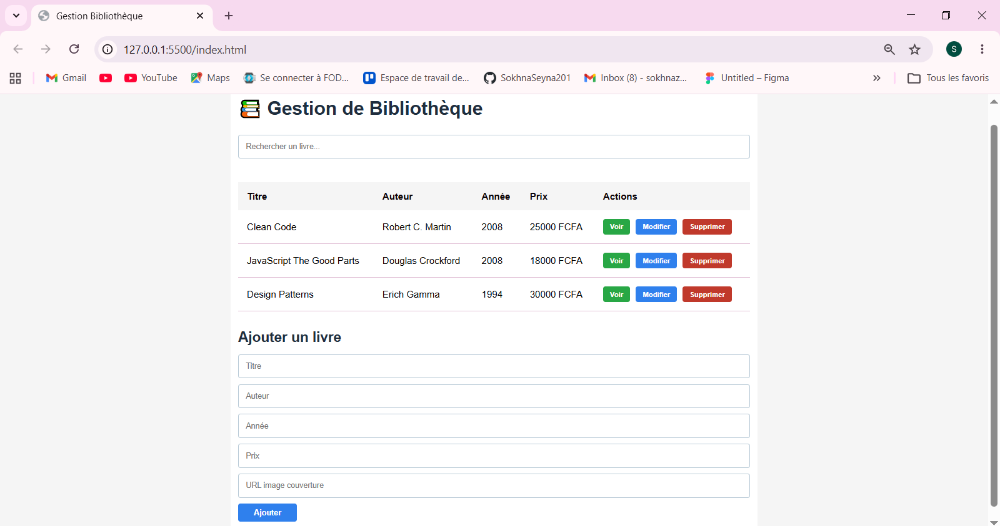 Gestion Bibliothèque
127.0.0.1:5500/index.html
S
Gmail YouTube Maps Se connecter à FOD... Espace de travail de... SokhnaSeyna201 Inbox (8) - sokhnaz... Untitled – Figma Tous les favoris
Gestion de Bibliothèque
Rechercher un livre...
Titre Auteur Année Prix Actions
Clean Code Robert C. Martin 2008 25000 FCFA Voir Modifier Supprimer
JavaScript The Good Parts Douglas Crockford 2008 18000 FCFA Voir Modifier Supprimer
Design Patterns Erich Gamma 1994 30000 FCFA Voir Modifier Supprimer
Ajouter un livre
Titre
Auteur
Année
Prix
URL image couverture
Ajouter